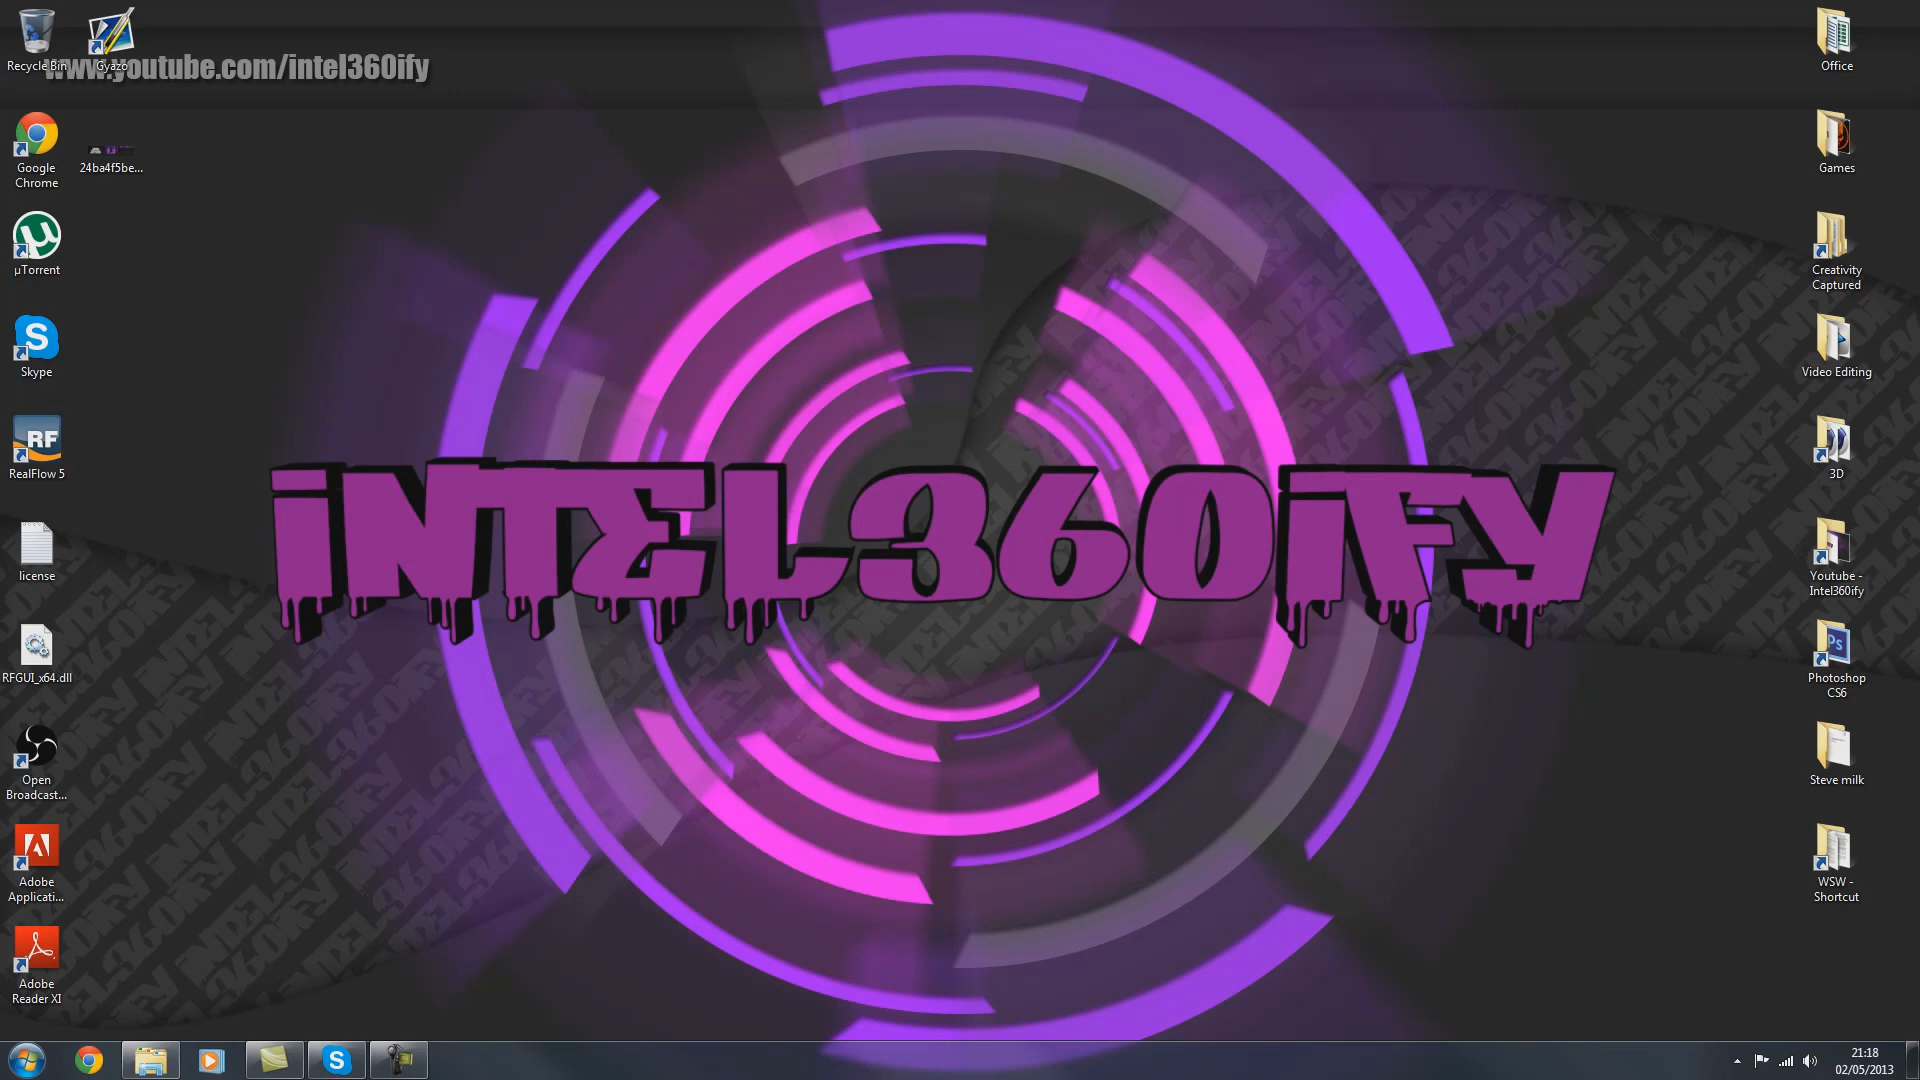 Recycle Bin
Gyazo
www.youtube.com/intel360ify
Google
Chrome
24ba4f5be...
µTorrent
S
Skype
RF
RealFlow 5
license
RFGUI_x64.dll
Open
Broadcast...
Adobe
Applicati...
Adobe
Reader XI
iNTEL360iFY
Office
Games
Creativity
Captured
Video Editing
3D
Youtube -
Intel360ify
Ps
Photoshop
CS6
Steve milk
WSW -
Shortcut
S
21:18
02/05/2013